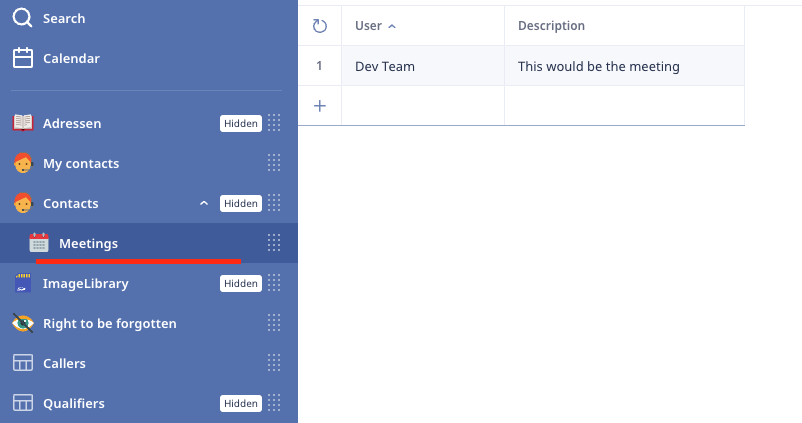 Search
Calendar
Adressen Hidden
My contacts
Contacts Hidden
Meetings
ImageLibrary Hidden
Right to be forgotten
Callers
Qualifiers Hidden
User Description
1 Dev Team This would be the meeting